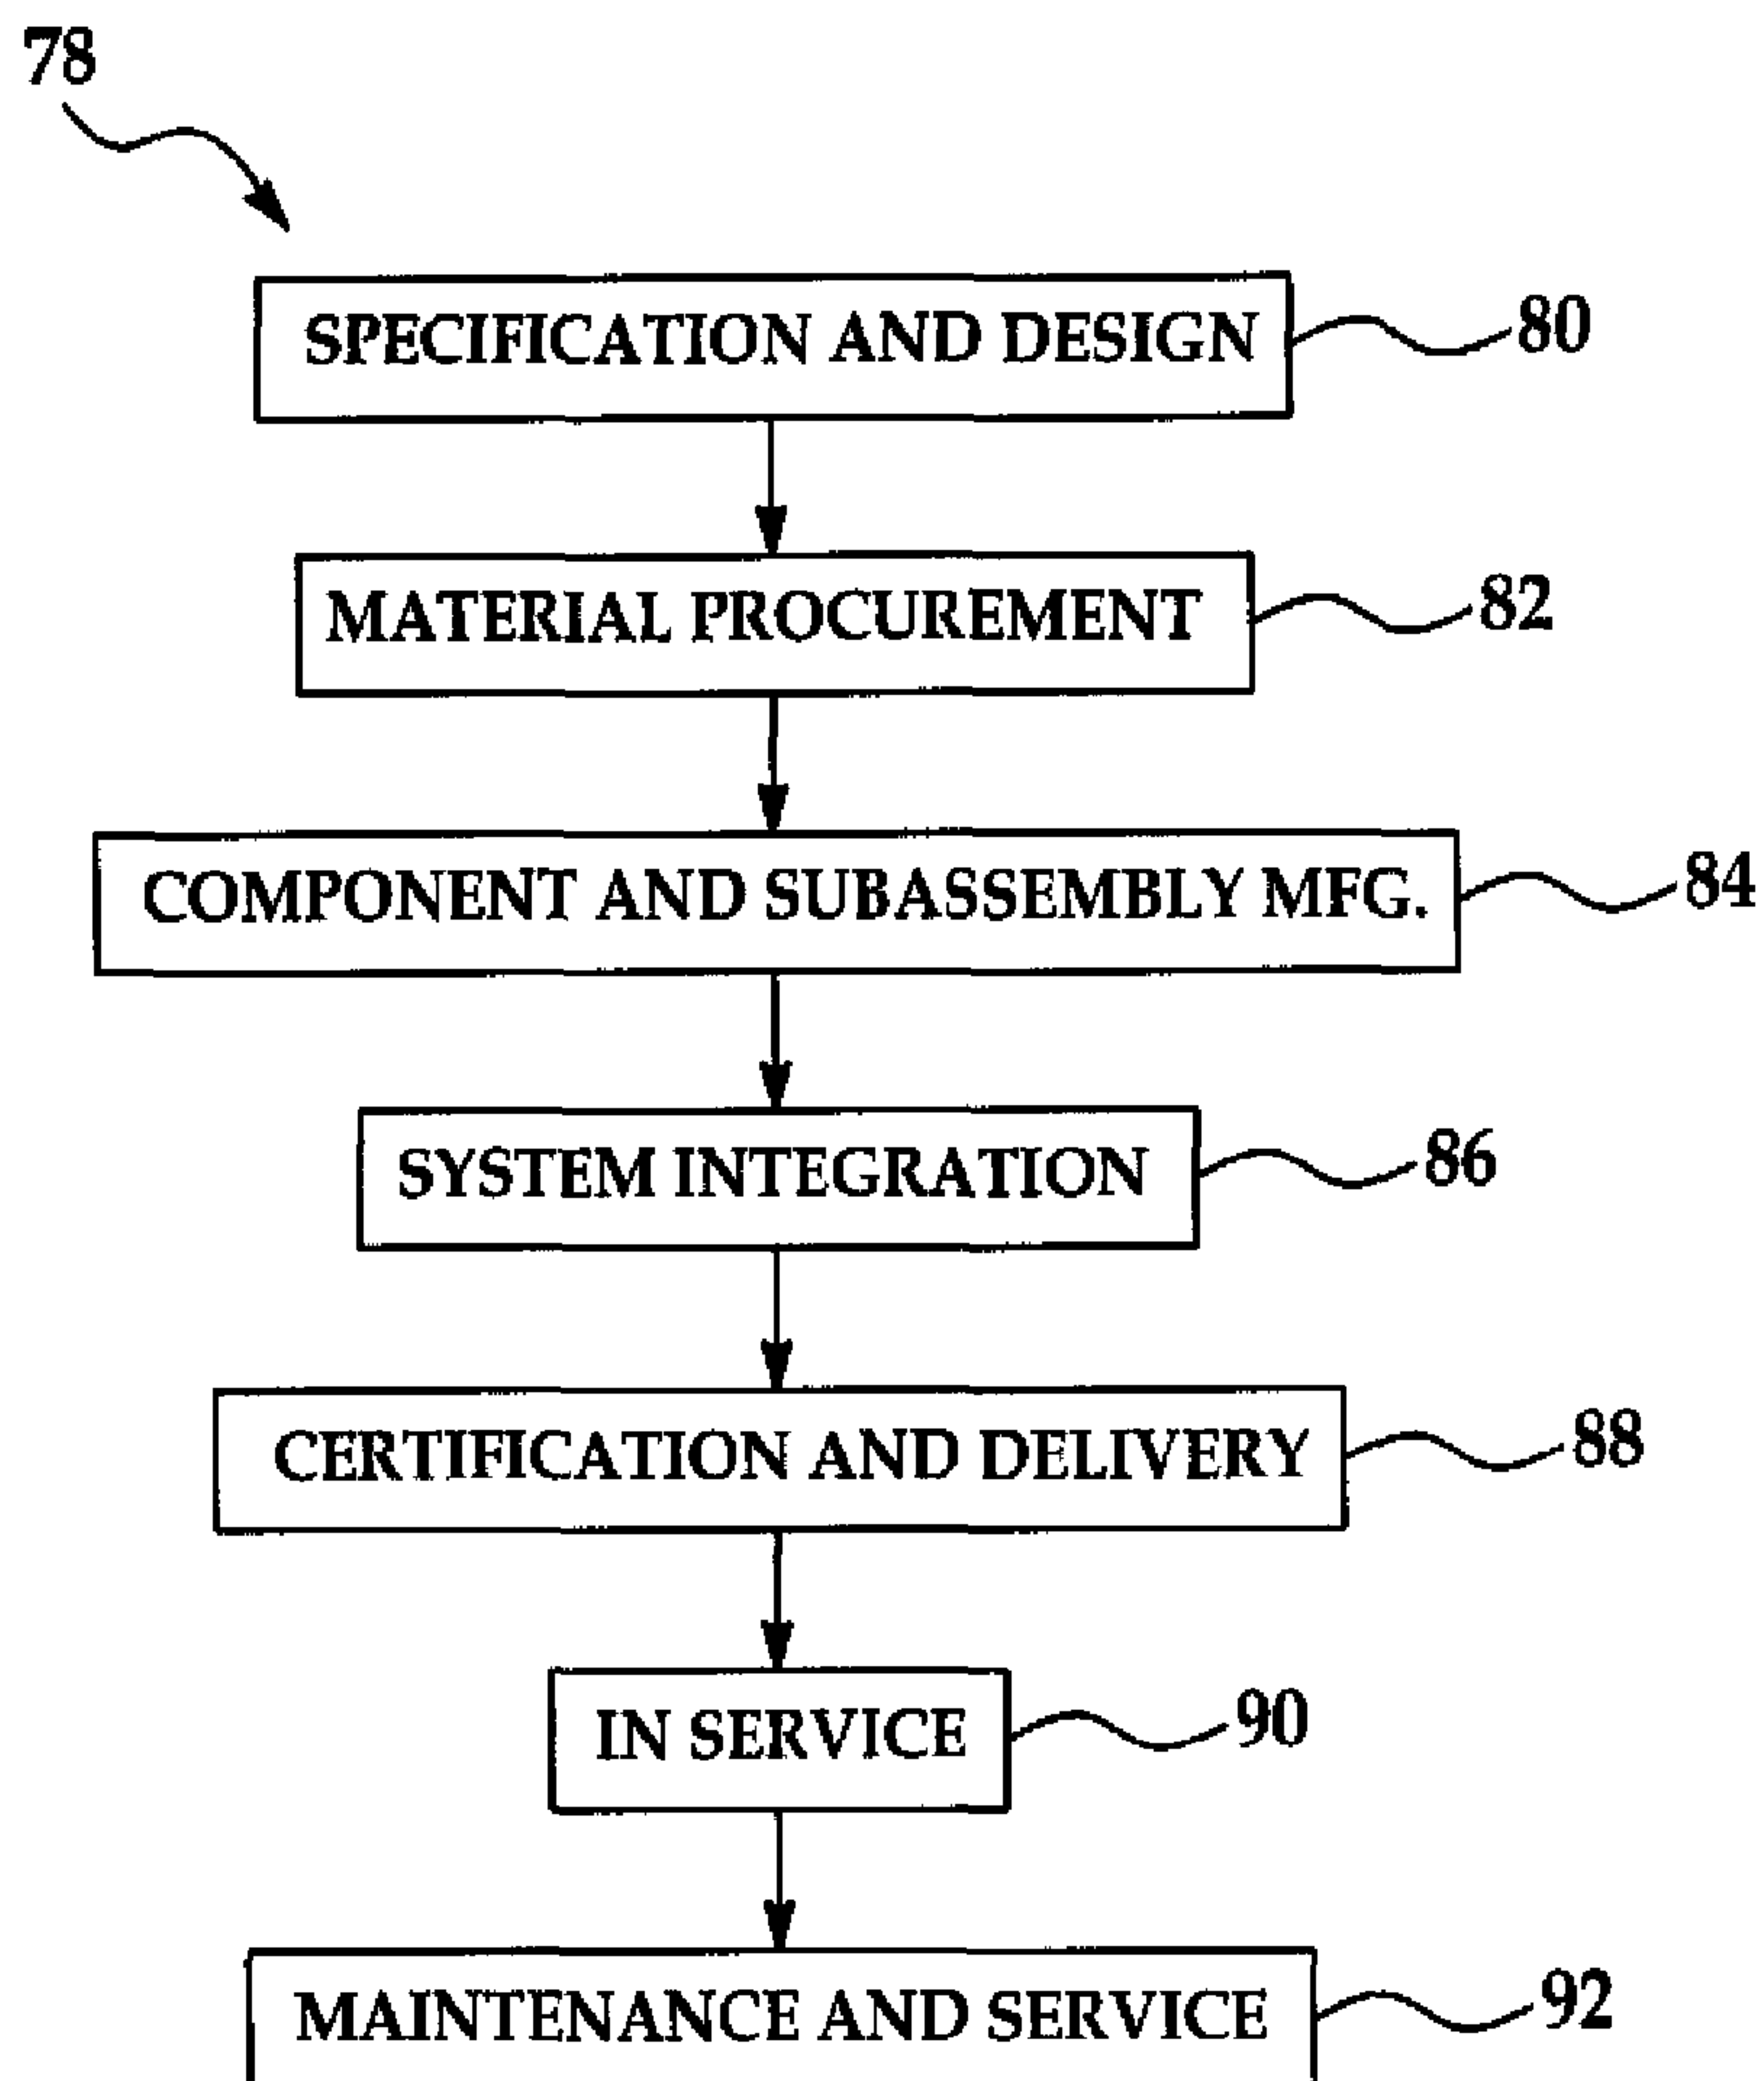 78
SPECIFICATION AND DESIGN 80
MATERIAL PROCUREMENT 82
COMPONENT AND SUBASSEMBLY MFG. 84
SYSTEM INTEGRATION 86
CERTIFICATION AND DELIVERY 88
IN SERVICE 90
MAINTENANCE AND SERVICE 92